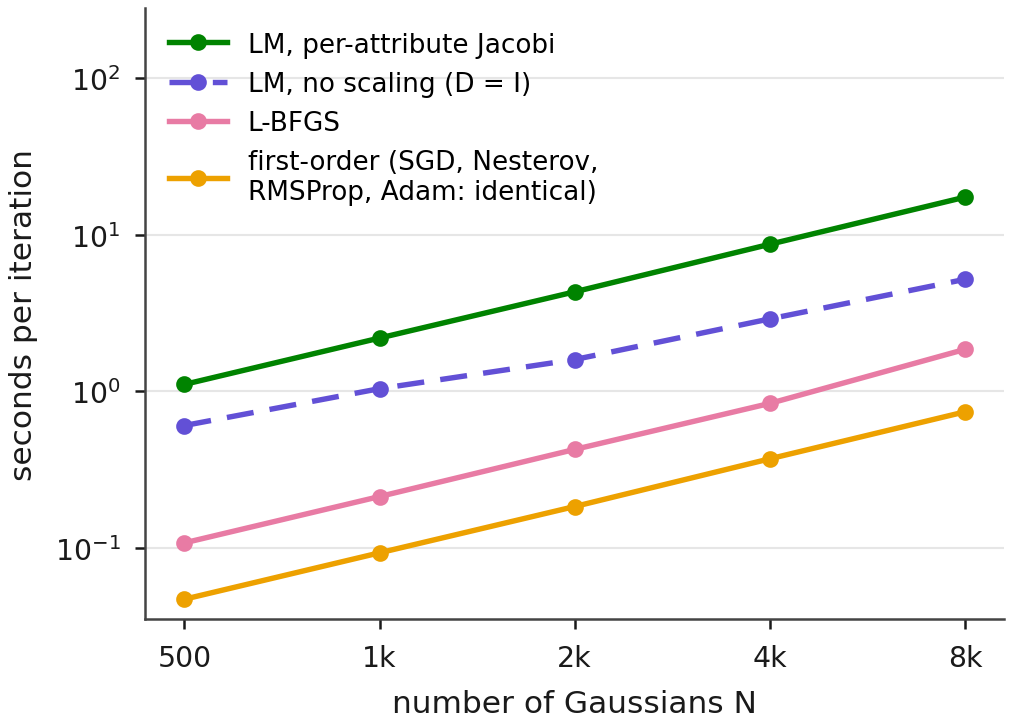 LM, per-attribute Jacobi
LM, no scaling (D = I)
L-BFGS
first-order (SGD, Nesterov,
RMSProp, Adam: identical)
seconds per iteration
10²
10¹
10⁰
10⁻¹
500 1k 2k 4k 8k
number of Gaussians N